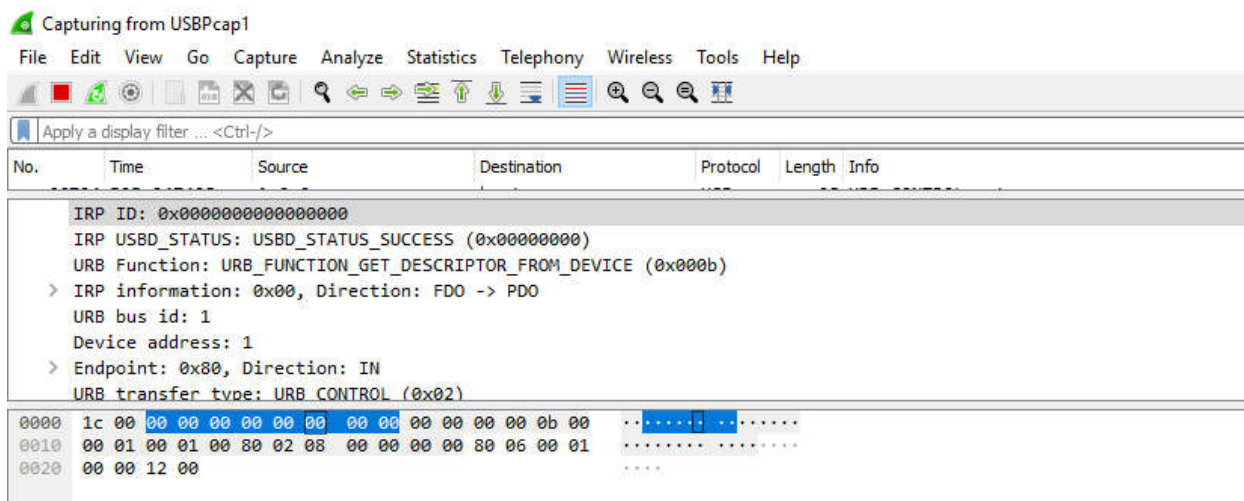 Capturing from USBPcap1
File Edit View Go Capture Analyze Statistics Telephony Wireless Tools Help
Apply a display filter ... <Ctrl-/>
No. Time Source Destination Protocol Length Info
IRP ID: 0x0000000000000000
IRP USBD_STATUS: USBD_STATUS_SUCCESS (0x00000000)
URB Function: URB_FUNCTION_GET_DESCRIPTOR_FROM_DEVICE (0x000b)
> IRP information: 0x00, Direction: FDO -> PDO
URB bus id: 1
Device address: 1
> Endpoint: 0x80, Direction: IN
URB transfer type: URB_CONTROL (0x02)
0000 1c 00 00 00 00 00 00 00 00 00 00 00 00 00 0b 00 ········ ········
0010 00 01 00 01 00 80 02 08 00 00 00 00 80 06 00 01 ········ ········
0020 00 00 12 00 ····